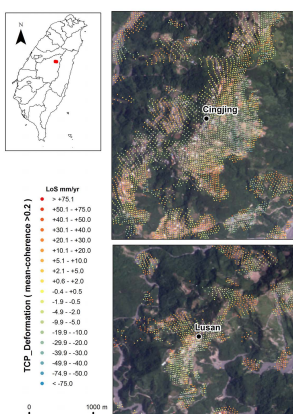 N
Cingjing
LoS mm/yr
> +75.1
+50.1 - +75.0
+40.1 - +50.0
+30.1 - +40.0
+20.1 - +30.0
+10.1 - +20.0
+5.1 - +10.0
+2.1 - +5.0
+0.6 - +2.0
-0.4 - +0.5
-1.9 - -0.5
-4.9 - -2.0
-9.9 - -5.0
-19.9 - -10.0
-29.9 - -20.0
-39.9 - -30.0
-49.9 - -40.0
-74.9 - -50.0
< -75.0
TCP_Deformation ( mean-coherence >0.2 )
Lusan
0 1000 m